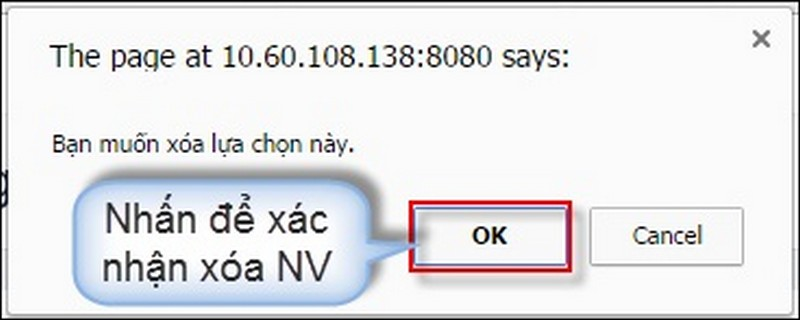 The page at 10.60.108.138:8080 says:
Bạn muốn xóa lựa chọn này.
Nhấn để xác
nhận xóa NV
OK
Cancel